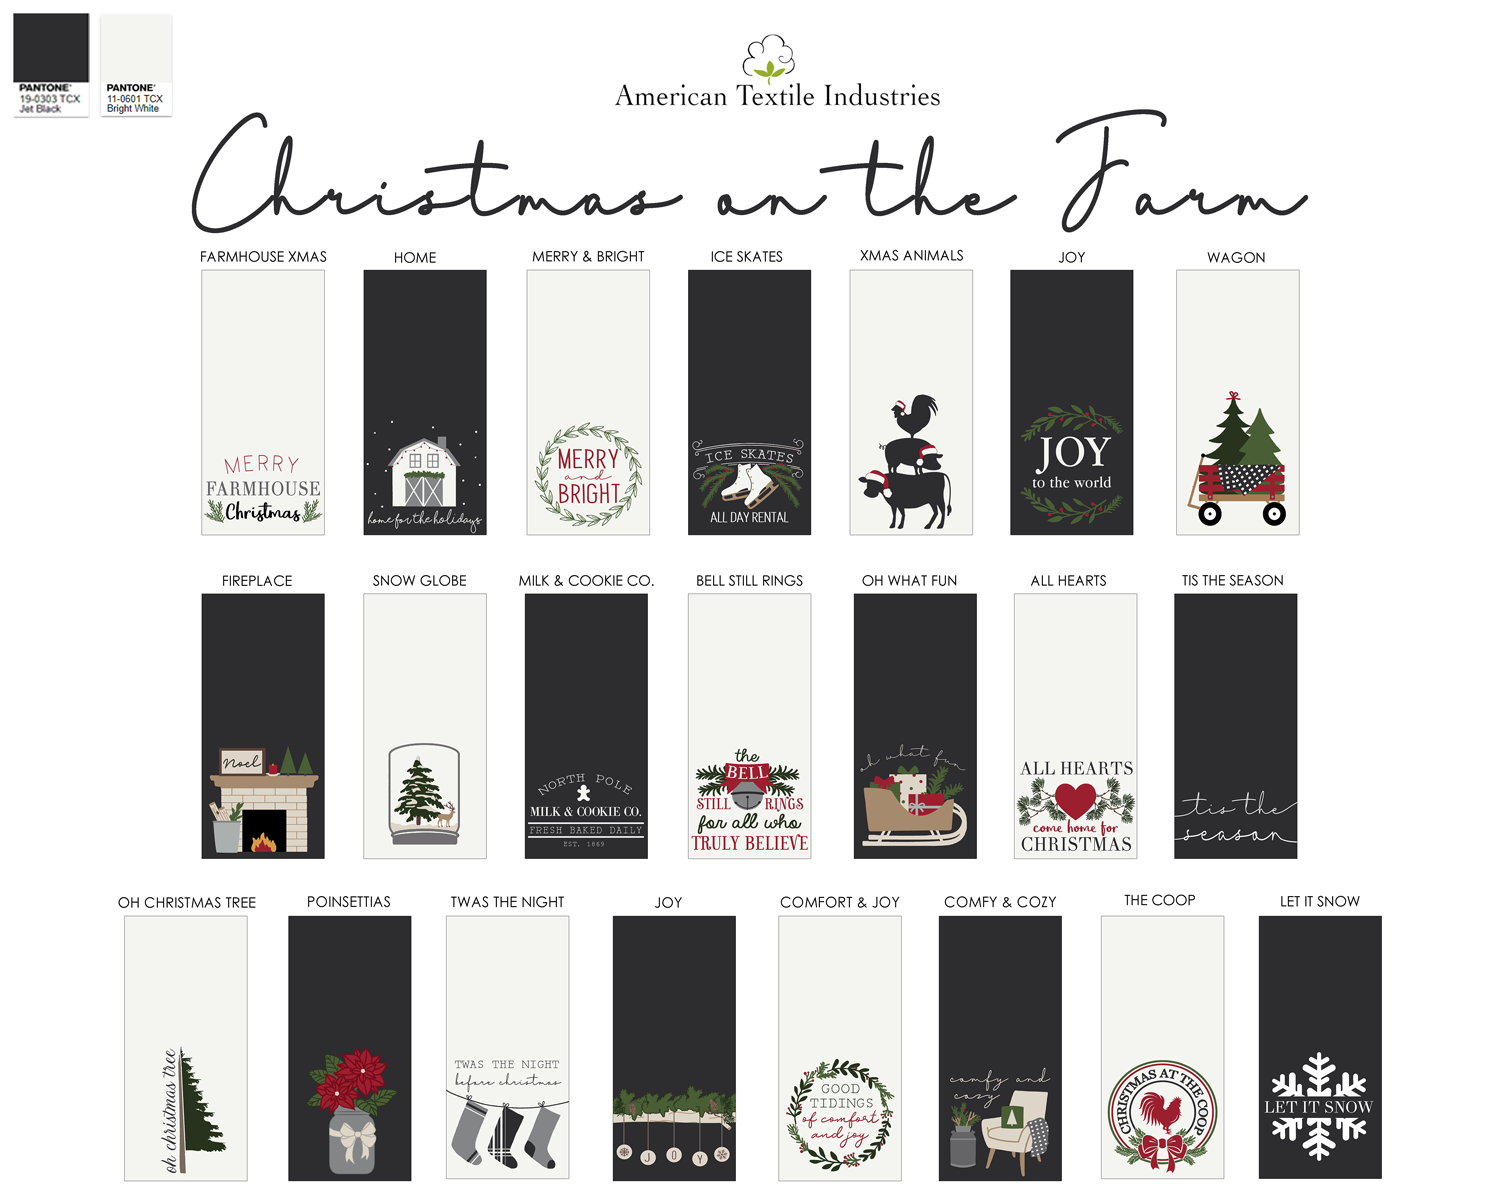 PANTONE®
19-0303 TCX
Jet Black
PANTONE®
11-0601 TCX
Bright White
American Textile Industries
Christmas on the Farm
FARMHOUSE XMAS
HOME
MERRY & BRIGHT
ICE SKATES
XMAS ANIMALS
JOY
WAGON
MERRY
FARMHOUSE
Christmas
home for the holidays
MERRY
and
BRIGHT
ICE SKATES
ALL DAY RENTAL
JOY
to the world
FIREPLACE
SNOW GLOBE
MILK & COOKIE CO.
BELL STILL RINGS
OH WHAT FUN
ALL HEARTS
TIS THE SEASON
Noel
NORTH POLE
MILK & COOKIE CO.
FRESH BAKED DAILY
EST. 1869
the
BELL
STILL RINGS
for all who
TRULY BELIEVE
oh what fun
ALL HEARTS
come home for
CHRISTMAS
'tis the
season
OH CHRISTMAS TREE
POINSETTIAS
TWAS THE NIGHT
JOY
COMFORT & JOY
COMFY & COZY
THE COOP
LET IT SNOW
oh christmas tree
TWAS THE NIGHT
before christmas
JOY
GOOD
TIDINGS
of comfort
and joy
comfy and
cozy
CHRISTMAS AT THE COOP
LET IT SNOW